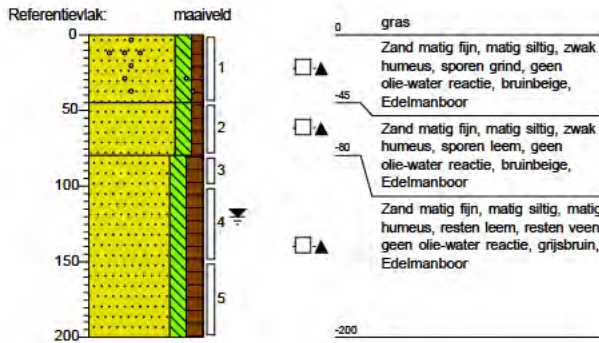 Referentievlak: maaiveld
0
50
100
150
200
1
2
3
4
5
0 gras
Zand matig fijn, matig siltig, zwak
humeus, sporen grind, geen
olie-water reactie, bruinbeige,
Edelmanboor
-45
Zand matig fijn, matig siltig, zwak
humeus, sporen leem, geen
olie-water reactie, bruinbeige,
Edelmanboor
-80
Zand matig fijn, matig siltig, matig
humeus, resten leem, resten veen,
geen olie-water reactie, grijsbruin,
Edelmanboor
-200